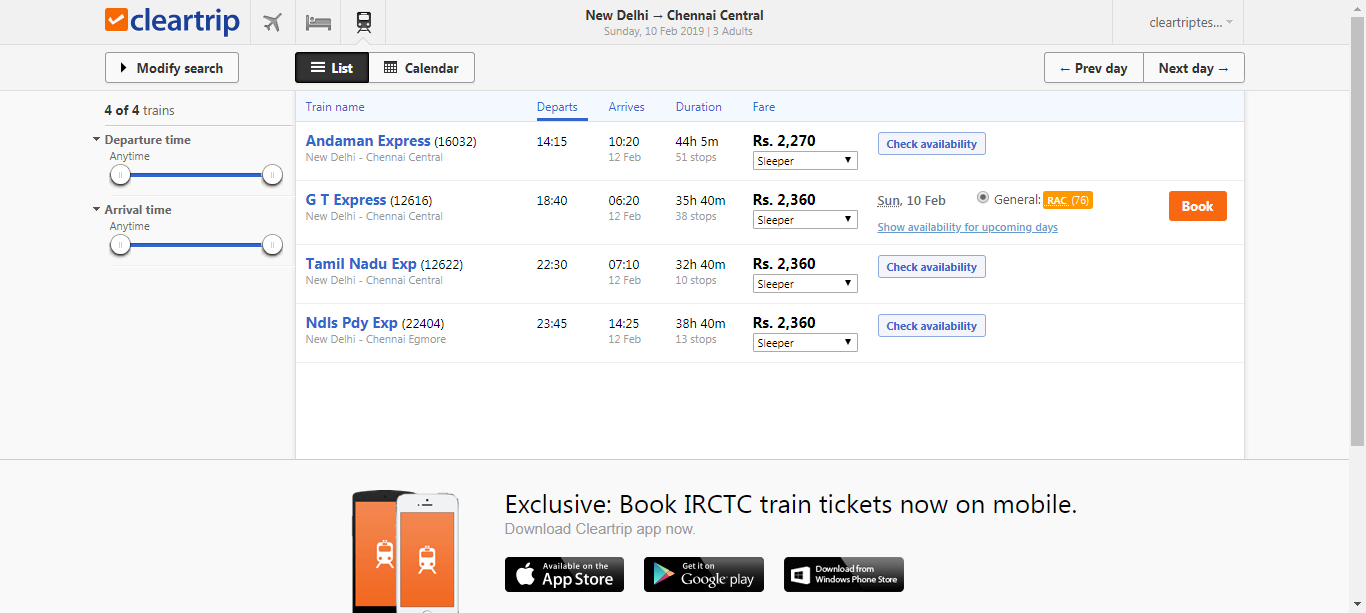 cleartrip
New Delhi → Chennai Central
Sunday, 10 Feb 2019 | 3 Adults
cleartriptes...
Modify search
List
Calendar
← Prev day
Next day →
4 of 4 trains
Departure time
Anytime
Arrival time
Anytime
Train name Departs Arrives Duration Fare
Andaman Express (16032) 14:15 10:20 44h 5m Rs. 2,270 Check availability
New Delhi - Chennai Central 12 Feb 51 stops Sleeper
G T Express (12616) 18:40 06:20 35h 40m Rs. 2,360 Sun, 10 Feb General: RAC (76) Book
New Delhi - Chennai Central 12 Feb 38 stops Sleeper Show availability for upcoming days
Tamil Nadu Exp (12622) 22:30 07:10 32h 40m Rs. 2,360 Check availability
New Delhi - Chennai Central 12 Feb 10 stops Sleeper
Ndls Pdy Exp (22404) 23:45 14:25 38h 40m Rs. 2,360 Check availability
New Delhi - Chennai Egmore 12 Feb 13 stops Sleeper
Exclusive: Book IRCTC train tickets now on mobile.
Download Cleartrip app now.
Available on the
App Store
Get it on
Google play
Download from
Windows Phone Store